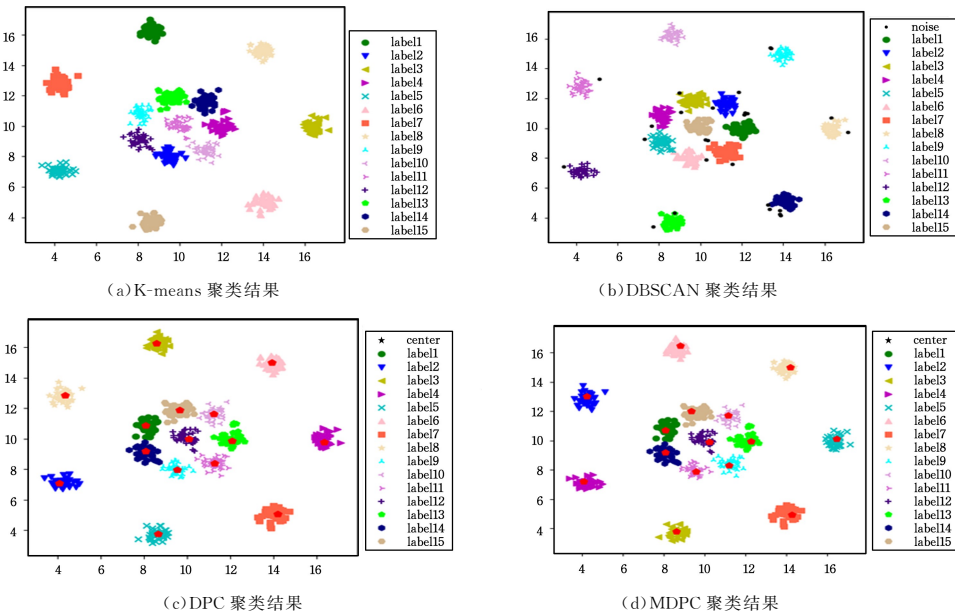 16
14
12
10
8
6
4
4
6
8
10
12
14
16
label1
label2
label3
label4
label5
label6
label7
label8
label9
label10
label11
label12
label13
label14
label15
(a)K-means 聚类结果
16
14
12
10
8
6
4
4
6
8
10
12
14
16
noise
label1
label2
label3
label4
label5
label6
label7
label8
label9
label10
label11
label12
label13
label14
label15
(b)DBSCAN 聚类结果
16
14
12
10
8
6
4
4
6
8
10
12
14
16
center
label1
label2
label3
label4
label5
label6
label7
label8
label9
label10
label11
label12
label13
label14
label15
(c)DPC 聚类结果
16
14
12
10
8
6
4
4
6
8
10
12
14
16
center
label1
label2
label3
label4
label5
label6
label7
label8
label9
label10
label11
label12
label13
label14
label15
(d)MDPC 聚类结果